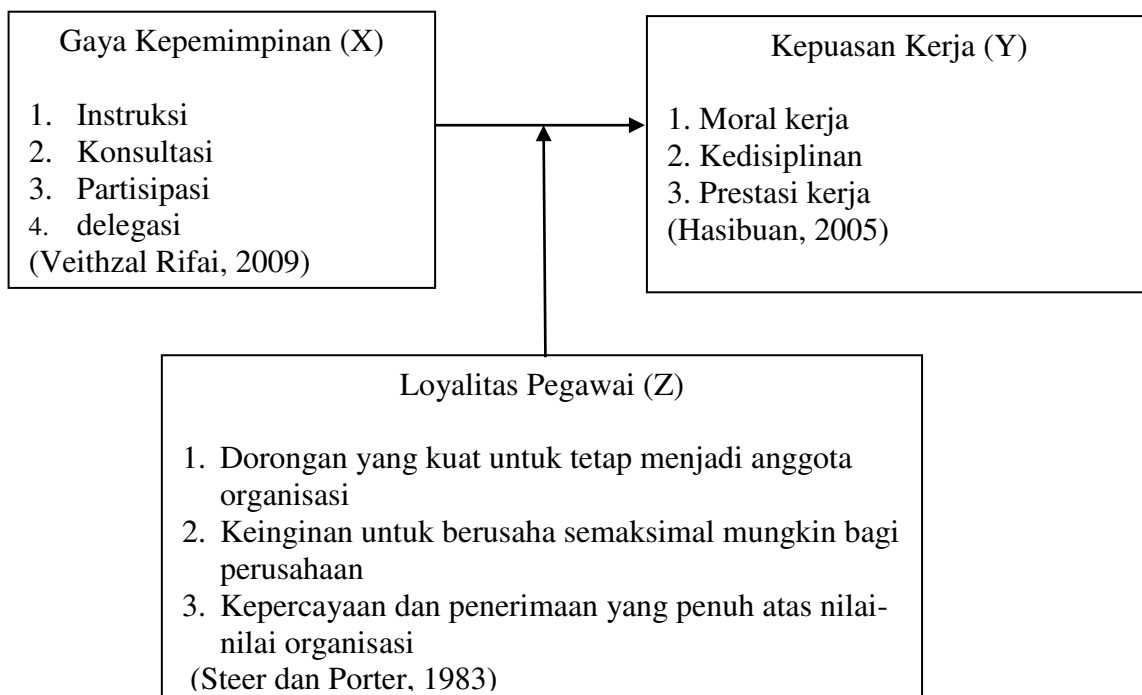 Gaya Kepemimpinan (X)
1. Instruksi
2. Konsultasi
3. Partisipasi
4. delegasi
(Veithzal Rifai, 2009)
Kepuasan Kerja (Y)
1. Moral kerja
2. Kedisiplinan
3. Prestasi kerja
(Hasibuan, 2005)
Loyalitas Pegawai (Z)
1. Dorongan yang kuat untuk tetap menjadi anggota
organisasi
2. Keinginan untuk berusaha semaksimal mungkin bagi
perusahaan
3. Kepercayaan dan penerimaan yang penuh atas nilai-
nilai organisasi
(Steer dan Porter, 1983)